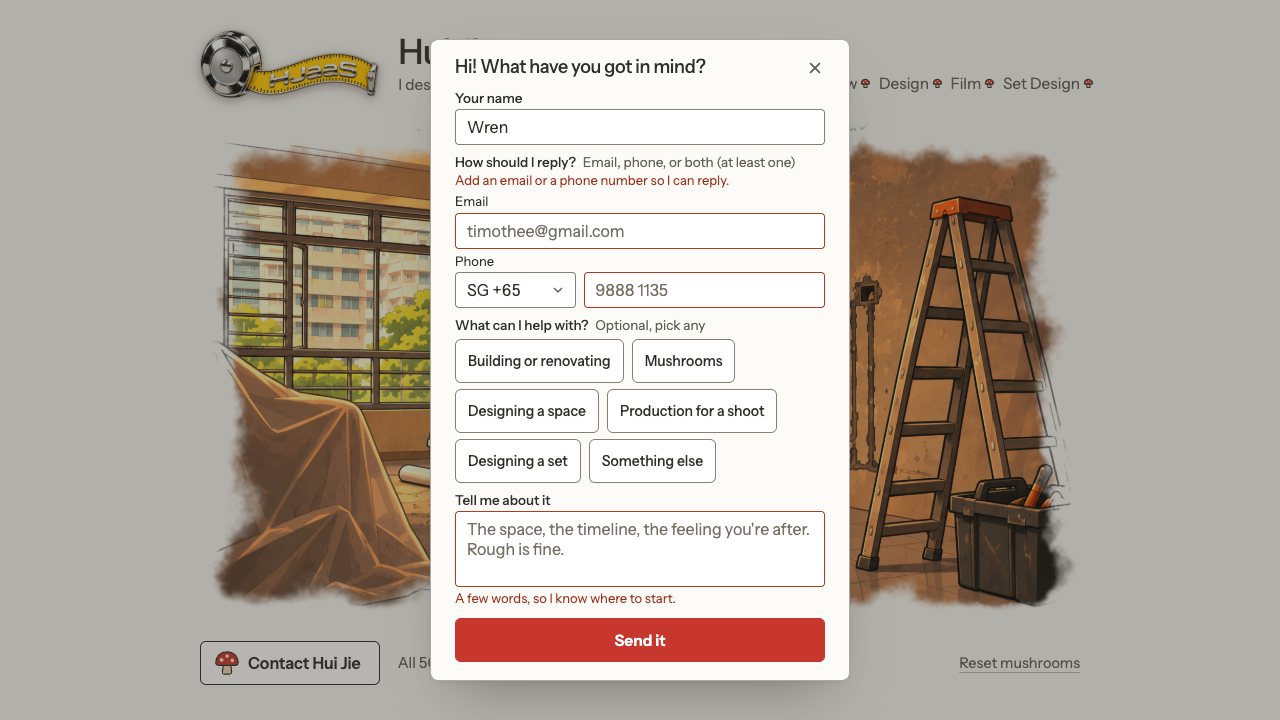 HJaaS
Hi! What have you got in mind?
I des
Design
Film
Set Design
Your name
Wren
How should I reply? Email, phone, or both (at least one)
Add an email or a phone number so I can reply.
Email
timothee@gmail.com
Phone
SG +65
9888 1135
What can I help with? Optional, pick any
Building or renovating
Mushrooms
Designing a space
Production for a shoot
Designing a set
Something else
Tell me about it
The space, the timeline, the feeling you're after.
Rough is fine.
A few words, so I know where to start.
Send it
Contact Hui Jie
All 5
Reset mushrooms